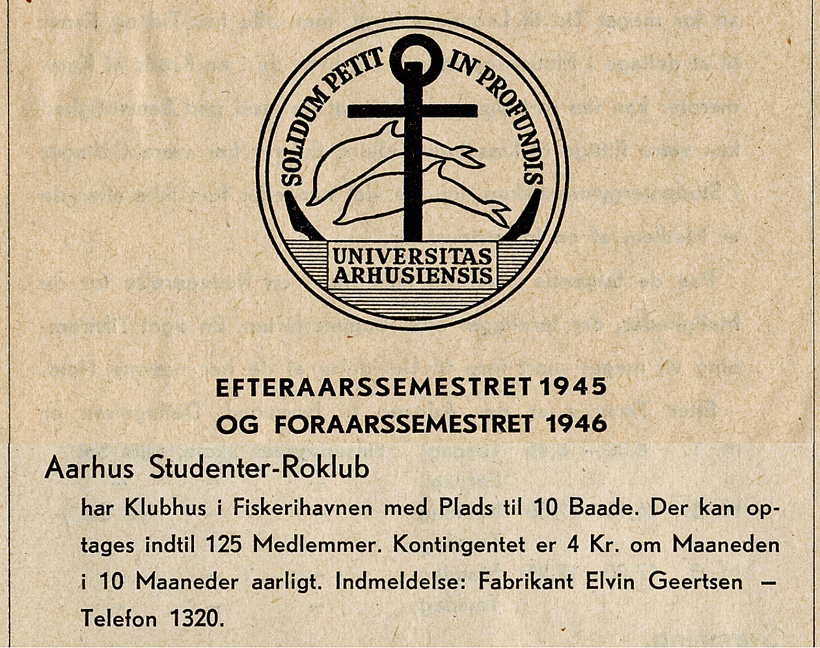 SOLIDUM PETIT IN PROFUNDIS
UNIVERSITAS
ARHUSIENSIS
EFTERAARSSEMESTRET 1945
OG FORAARSSEMESTRET 1946
Aarhus Studenter-Roklub
har Klubhus i Fiskerihavnen med Plads til 10 Baade. Der kan op-
tages indtil 125 Medlemmer. Kontingentet er 4 Kr. om Maaneden
i 10 Maaneder aarligt. Indmeldelse: Fabrikant Elvin Geertsen —
Telefon 1320.